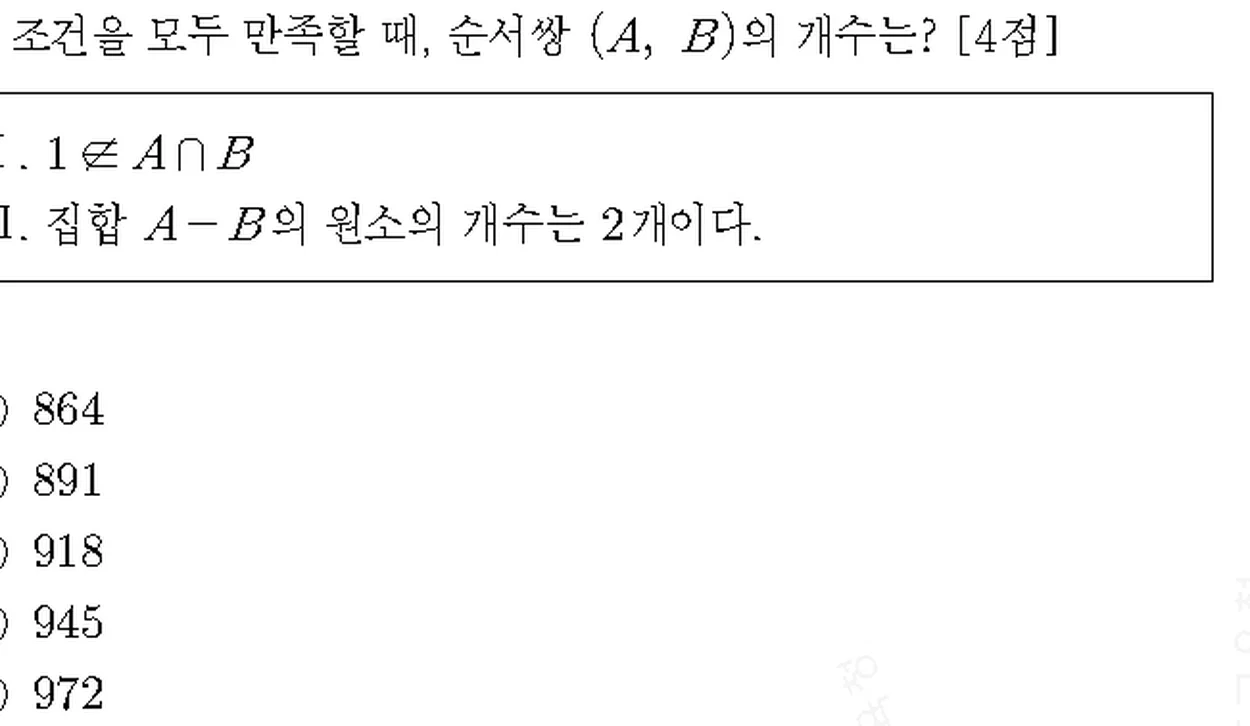 조건을 모두 만족할 때, 순서쌍 (A, B)의 개수는? [4점]
. 1∉A∩B
. 집합 A-B의 원소의 개수는 2개이다.
) 864
) 891
) 918
) 945
) 972